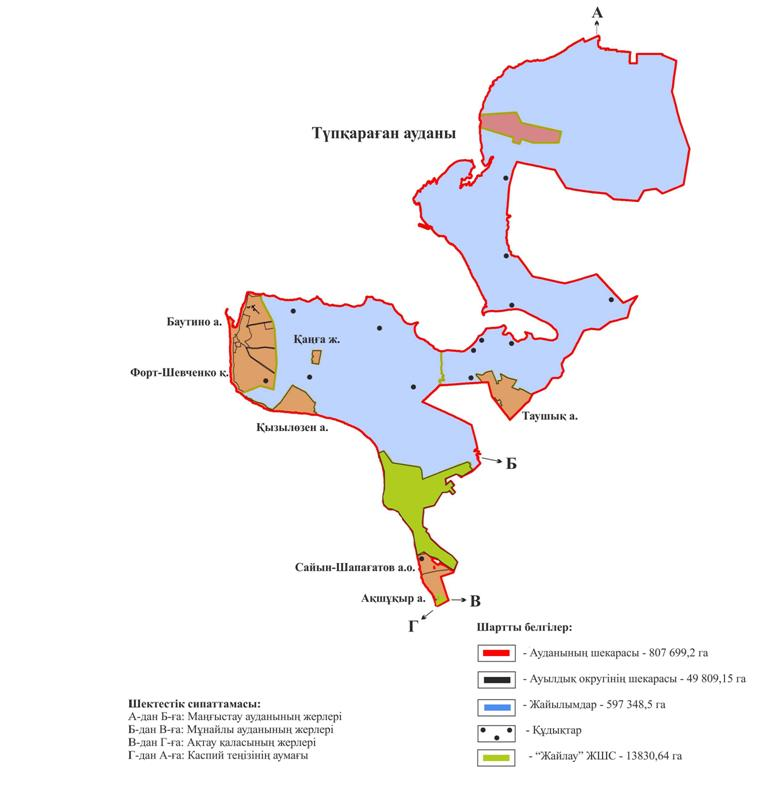 А
Түпқараған ауданы
Баутино а.
Қаңға ж.
Форт-Шевченко қ.
Қызылөзен а.
Таушық а.
Б
Сайын-Шапағатов а.о.
Ақшұқыр а.
В
Г
Шартты белгілер:
- Ауданының шекарасы - 807 699,2 га
- Ауылдық округінің шекарасы - 49 809,15 га
- Жайылымдар - 597 348,5 га
- Құдықтар
- “Жайлау” ЖШС - 13830,64 га
Шектестік сипаттамасы:
А-дан Б-ға: Маңғыстау ауданының жерлері
Б-дан В-ға: Мұнайлы ауданының жерлері
В-дан Г-ға: Ақтау қаласының жерлері
Г-дан А-ға: Каспий теңізінің аумағы